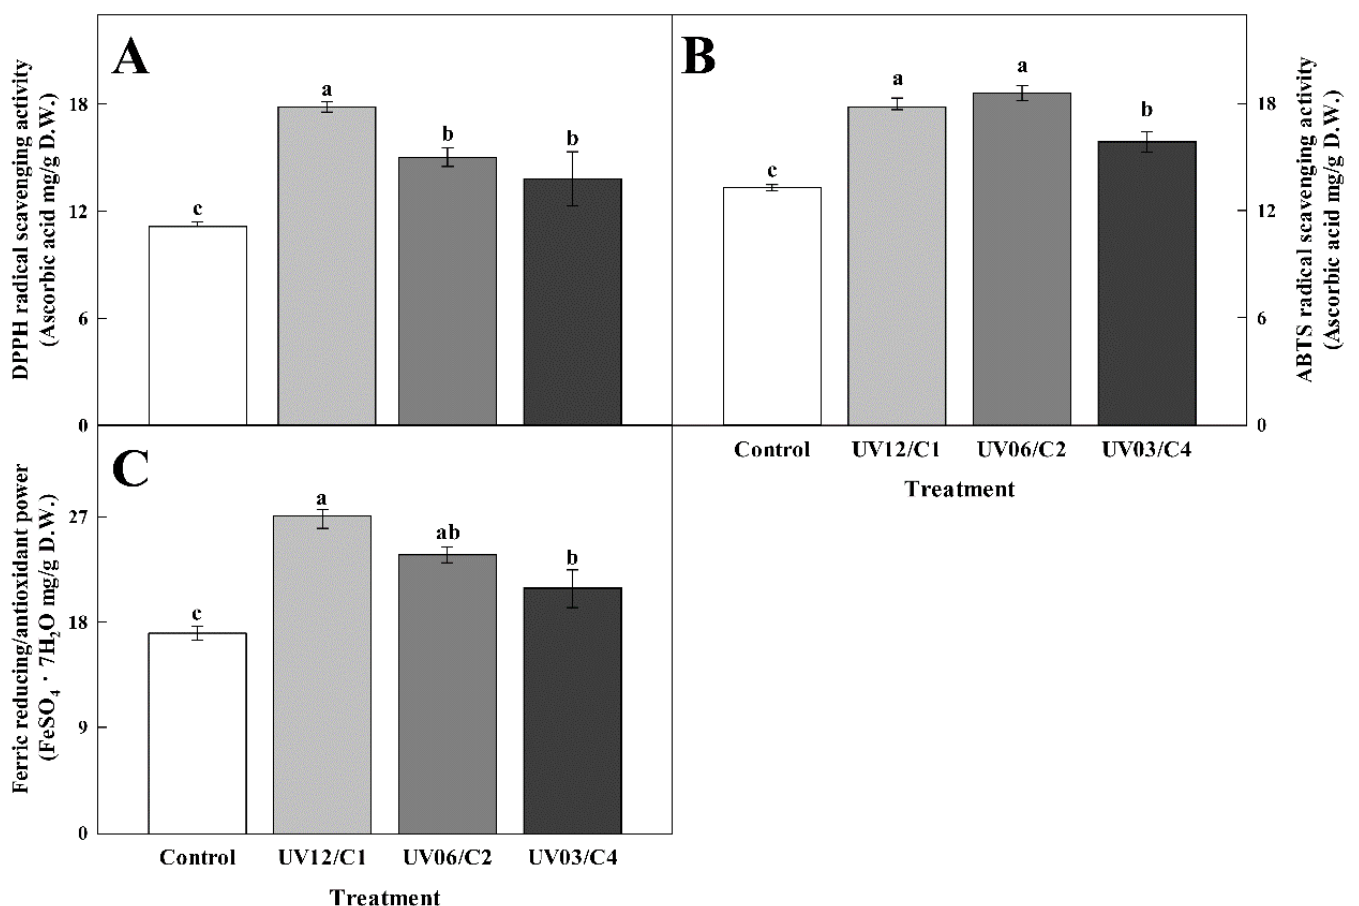 A
DPPH radical scavenging activity
(Ascorbic acid mg/g D.W.)
18
12
6
0
c
a
b
b
B
ABTS radical scavenging activity
(Ascorbic acid mg/g D.W.)
18
12
6
0
c
a
a
b
Control UV12/C1 UV06/C2 UV03/C4
Treatment
C
Ferric reducing/antioxidant power
(FeSO₄ · 7H₂O mg/g D.W.)
27
18
9
0
c
a
ab
b
Control UV12/C1 UV06/C2 UV03/C4
Treatment